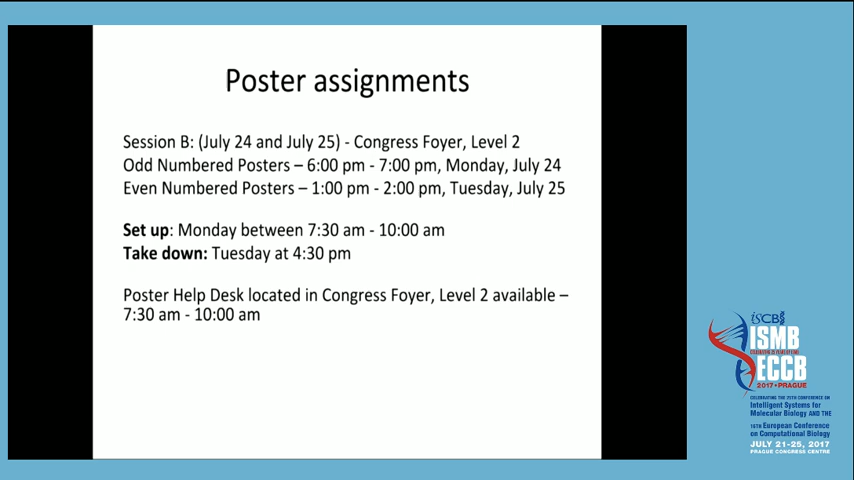 Poster assignments
Session B: (July 24 and July 25) - Congress Foyer, Level 2
Odd Numbered Posters – 6:00 pm - 7:00 pm, Monday, July 24
Even Numbered Posters – 1:00 pm - 2:00 pm, Tuesday, July 25
Set up: Monday between 7:30 am - 10:00 am
Take down: Tuesday at 4:30 pm
Poster Help Desk located in Congress Foyer, Level 2 available –
7:30 am - 10:00 am
ISCB
ISMB
ECCB
2017 • PRAGUE
CELEBRATING THE 25TH CONFERENCE ON
Intelligent Systems for
Molecular Biology AND THE
16TH European Conference
on Computational Biology
JULY 21-25, 2017
PRAGUE CONGRESS CENTRE